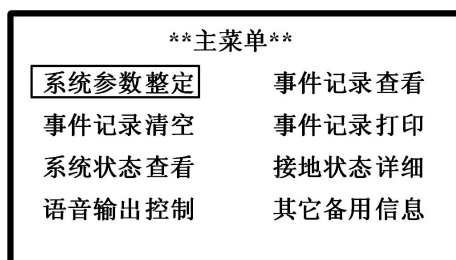 **主菜单**
系统参数整定 事件记录查看
事件记录清空 事件记录打印
系统状态查看 接地状态详细
语音输出控制 其它备用信息